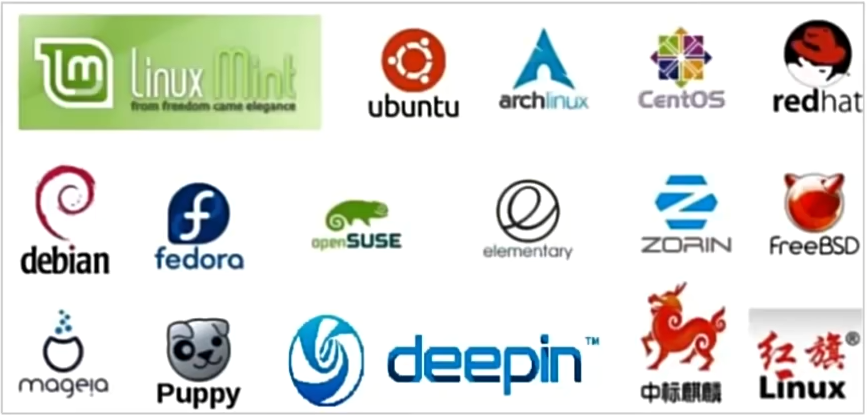 Linux Mint
from freedom came elegance
ubuntu
archlinux
CentOS
redhat
debian
fedora
openSUSE
elementary
ZORIN
FreeBSD
mageia
Puppy
deepin™
中标麒麟
红旗®
Linux